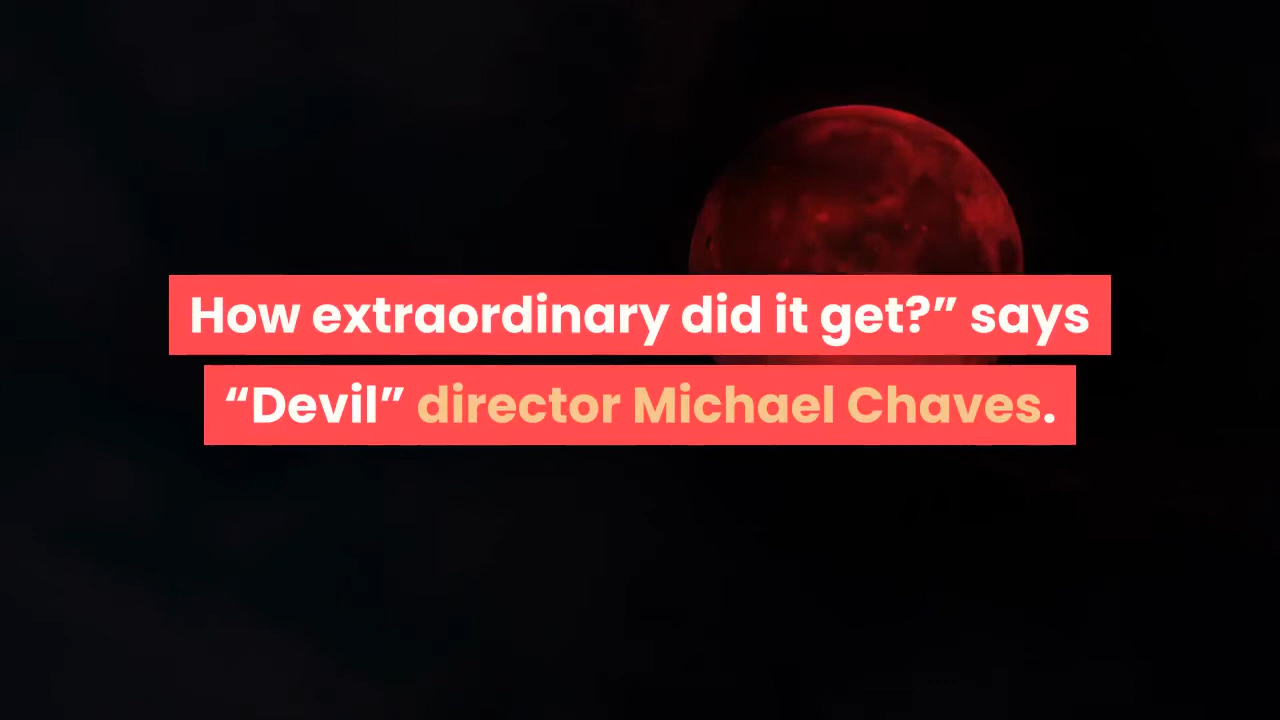 How extraordinary did it get?” says
“Devil” director Michael Chaves.